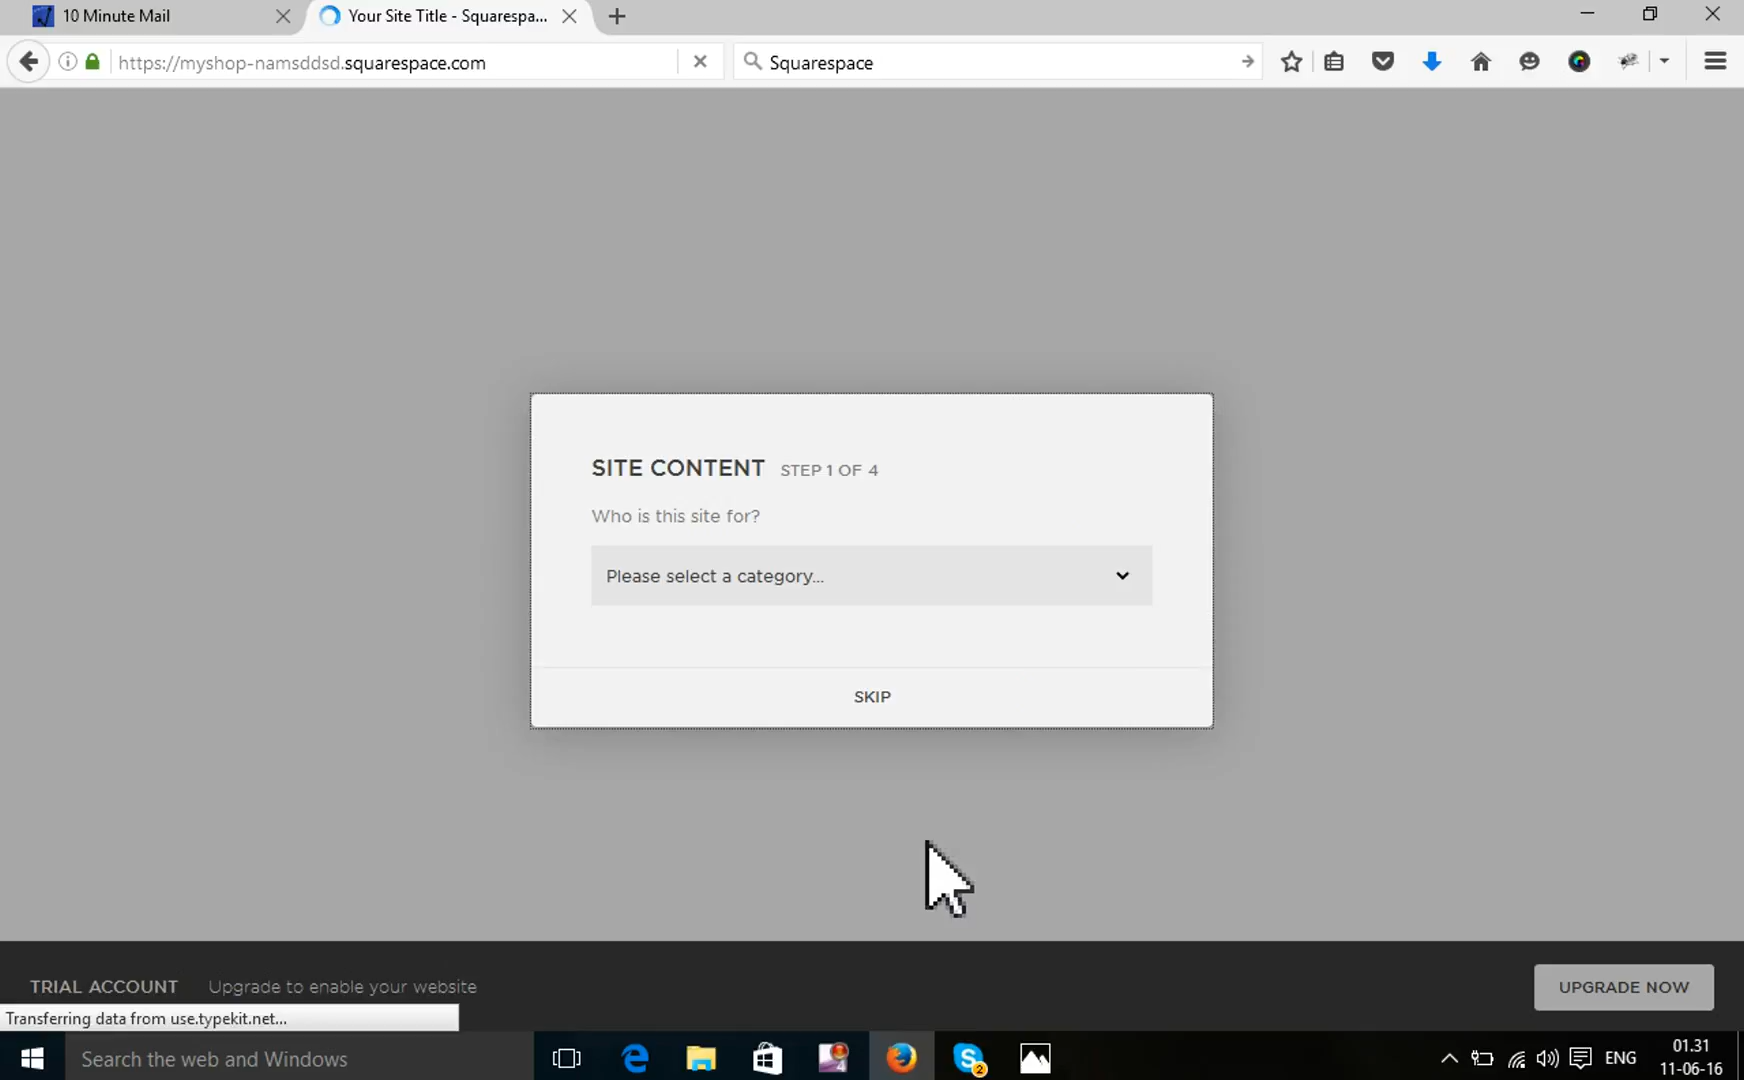 10 Minute Mail
Your Site Title - Squarespa...
https://myshop-namsddsd.squarespace.com
Squarespace
SITE CONTENT STEP 1 OF 4
Who is this site for?
Please select a category...
SKIP
TRIAL ACCOUNT Upgrade to enable your website
UPGRADE NOW
Transferring data from use.typekit.net...
Search the web and Windows
4
2
ENG
01.31
11-06-16